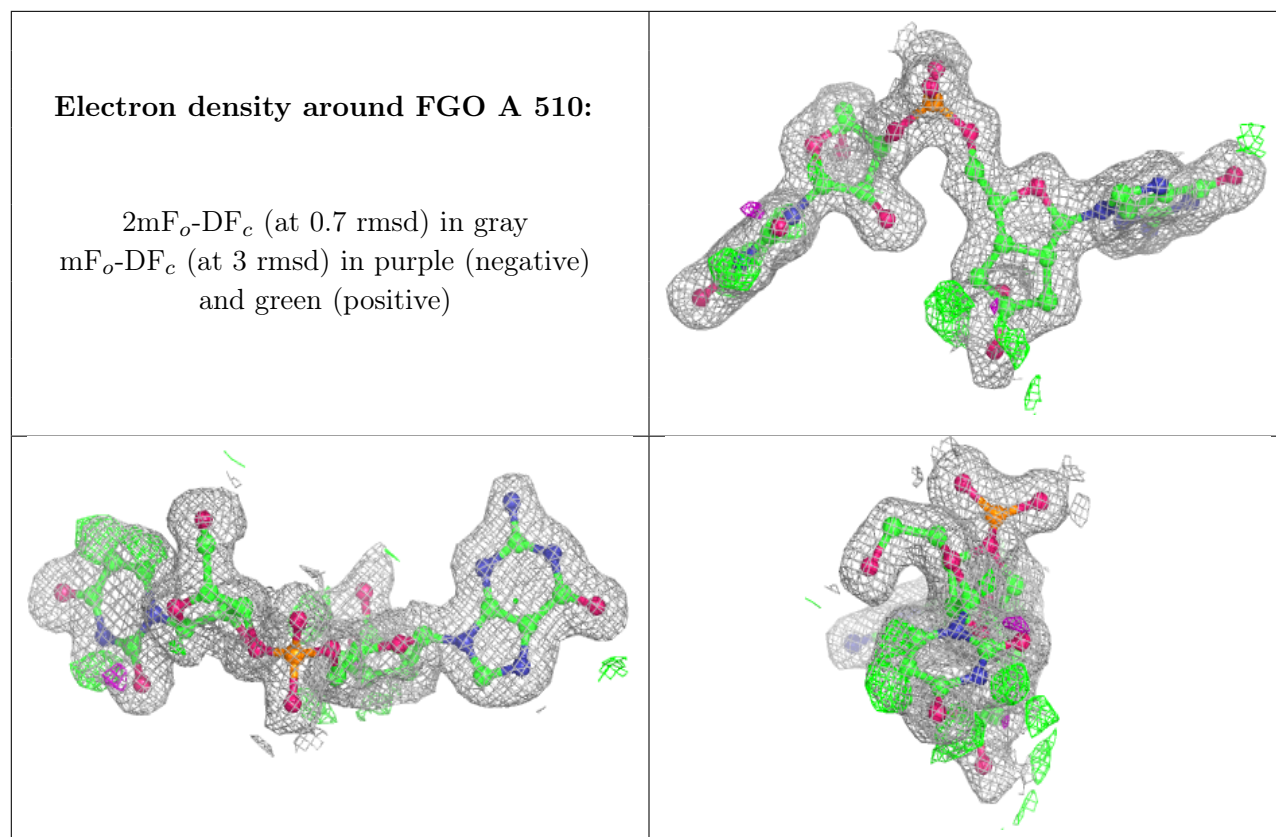 Electron density around FGO A 510:
2mFo-DFc (at 0.7 rmsd) in gray
mFo-DFc (at 3 rmsd) in purple (negative)
and green (positive)